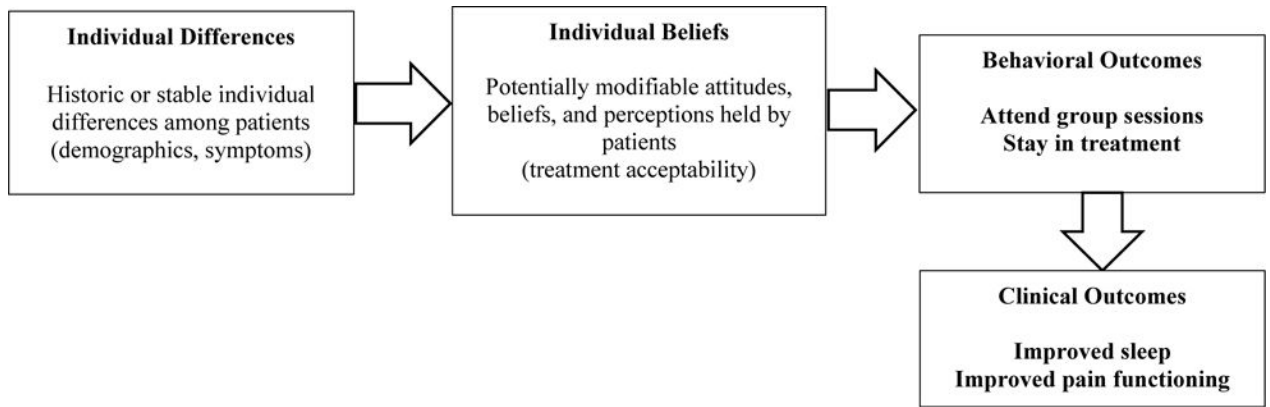 Individual Differences
Historic or stable individual
differences among patients
(demographics, symptoms)
Individual Beliefs
Potentially modifiable attitudes,
beliefs, and perceptions held by
patients
(treatment acceptability)
Behavioral Outcomes
Attend group sessions
Stay in treatment
Clinical Outcomes
Improved sleep
Improved pain functioning